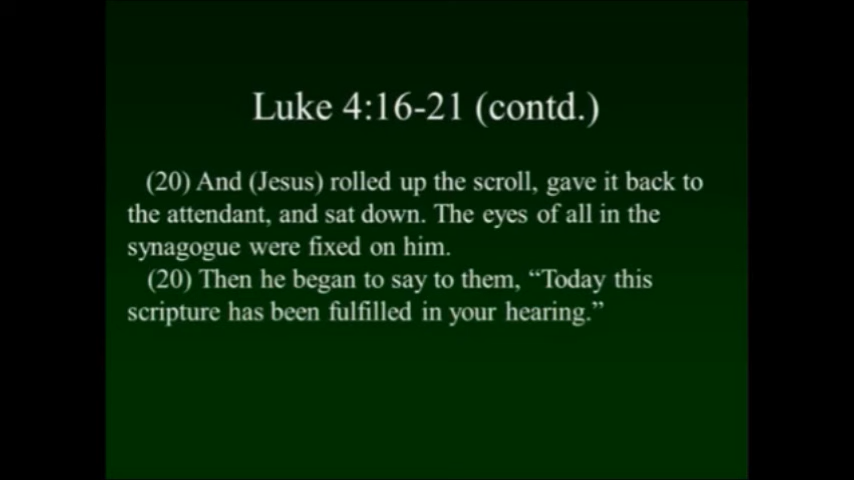 Luke 4:16-21 (contd.)
(20) And (Jesus) rolled up the scroll, gave it back to
the attendant, and sat down. The eyes of all in the
synagogue were fixed on him.
(20) Then he began to say to them, “Today this
scripture has been fulfilled in your hearing.”